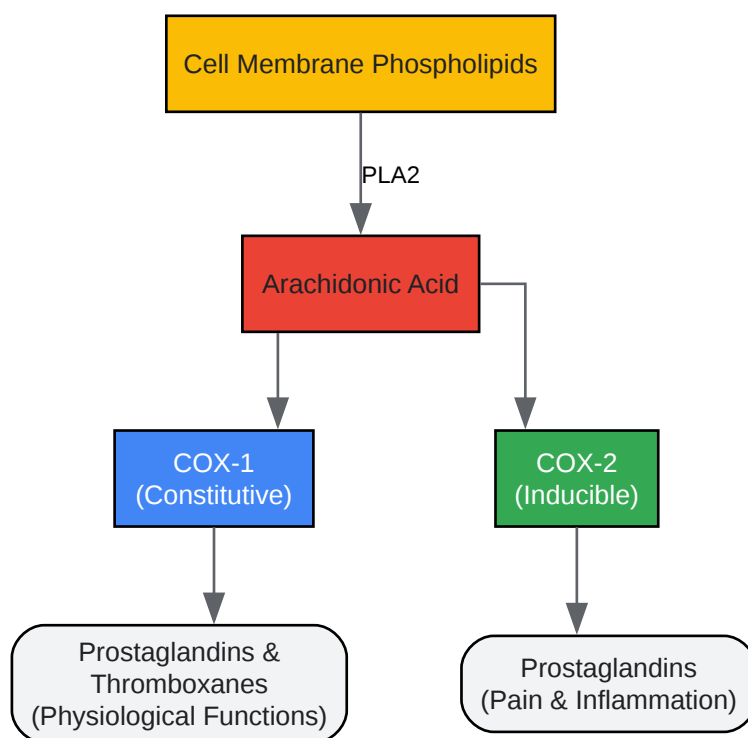 Cell Membrane Phospholipids
PLA2
Arachidonic Acid
COX-1
(Constitutive)
COX-2
(Inducible)
Prostaglandins &
Thromboxanes
(Physiological Functions)
Prostaglandins
(Pain & Inflammation)